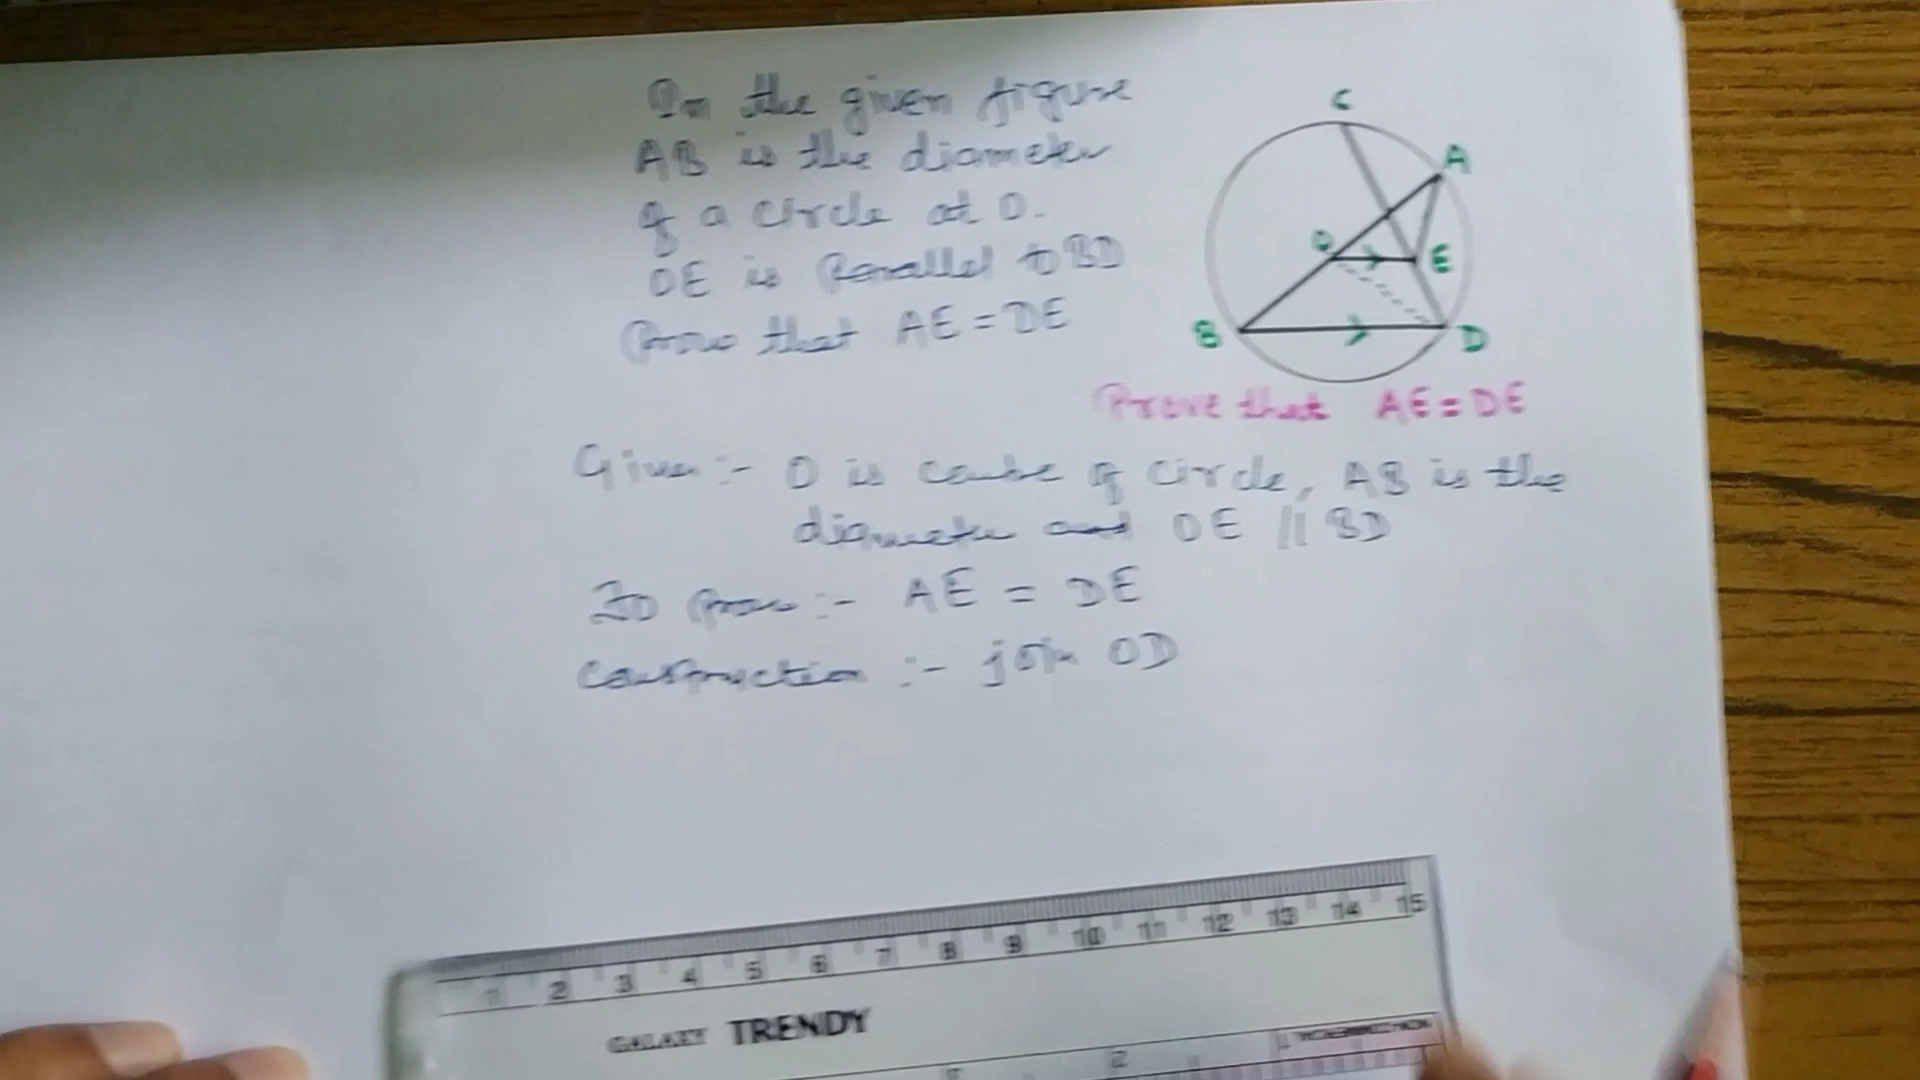 In the given figure
AB is the diameter
of a circle at O.
OE is Parallel to BD
Prove that AE = DE
C
A
O
E
B
D
Prove that AE = DE
Given :- O is centre of circle, AB is the
diameter and OE || BD
To prove :- AE = DE
Construction :- join OD
1 2 3 4 5 6 7 8 9 10 11 12 13 14 15
GALAXY TRENDY